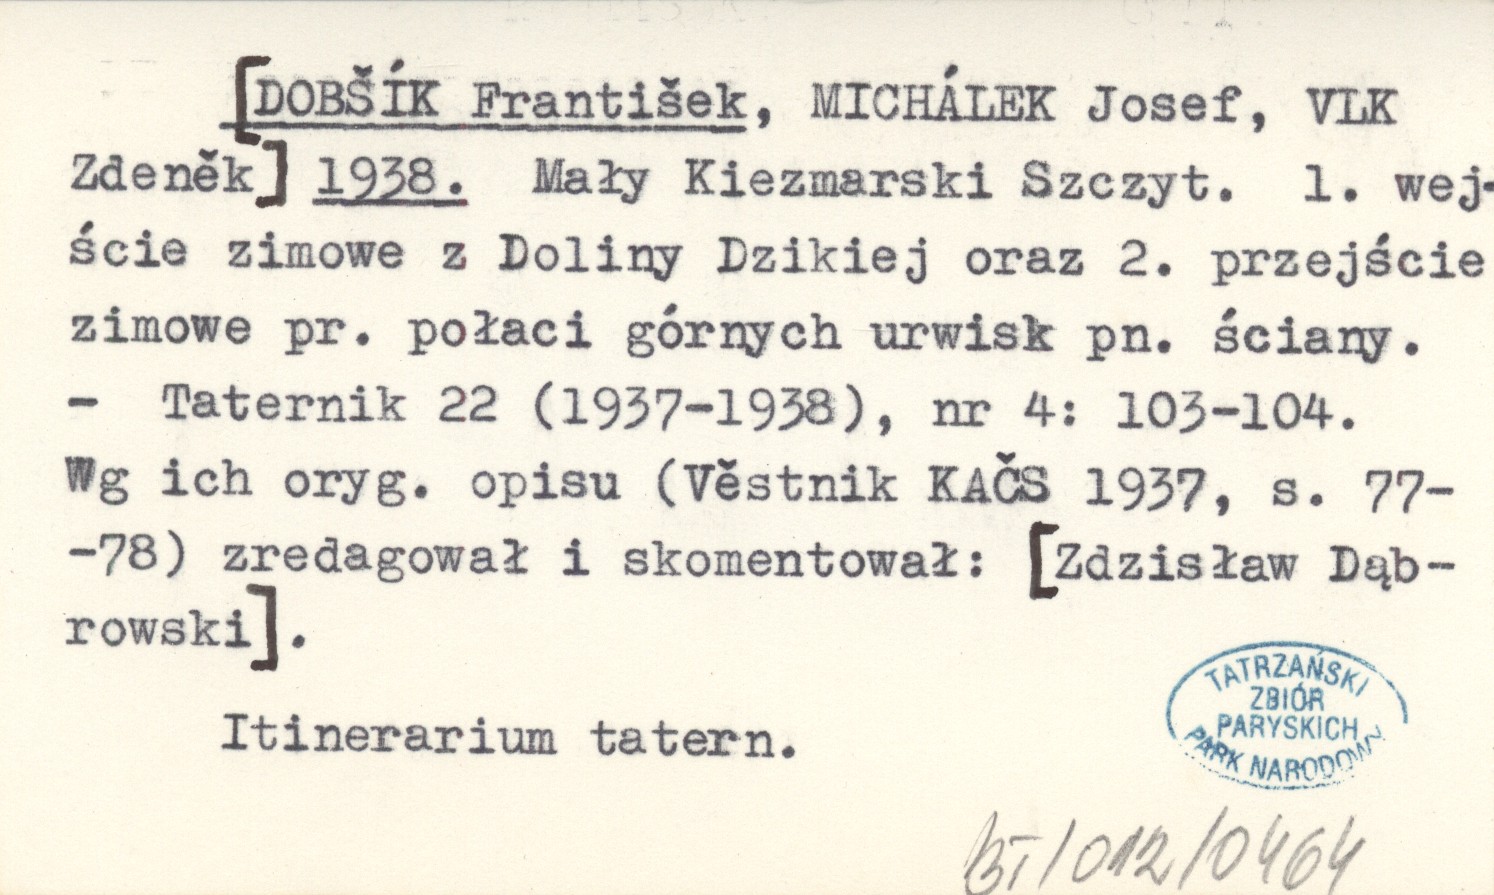 [DOBŠÍK František, MICHÁLEK Josef, VLK
Zdeněk] 1938. Mały Kiezmarski Szczyt. 1. wej-
ście zimowe z Doliny Dzikiej oraz 2. przejście
zimowe pr. połaci górnych urwisk pn. ściany.
- Taternik 22 (1937-1938), nr 4: 103-104.
Wg ich oryg. opisu (Věstnik KAČS 1937, s. 77-
-78) zredagował i skomentował: [Zdzisław Dąb-
rowski].
Itinerarium tatern.
TATRZAŃSKI
ZBIÓR
PARYSKICH
PARK NARODOWY
BT/012/0464